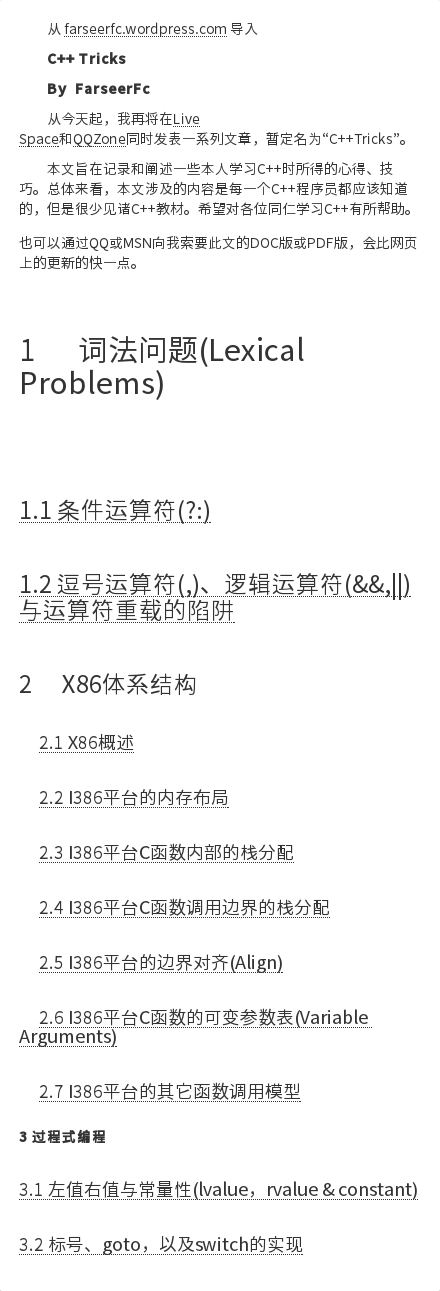 从 farseerfc.wordpress.com 导入
C++ Tricks
By FarseerFc
从今天起，我再将在Live
Space和QQZone同时发表一系列文章，暂定名为“C++Tricks”。
本文旨在记录和阐述一些本人学习C++时所得的心得、技
巧。总体来看，本文涉及的内容是每一个C++程序员都应该知道
的，但是很少见诸C++教材。希望对各位同仁学习C++有所帮助。
也可以通过QQ或MSN向我索要此文的DOC版或PDF版，会比网页
上的更新的快一点。
1 词法问题(Lexical
Problems)
1.1 条件运算符(?:)
1.2 逗号运算符(,)、逻辑运算符(&&,||)
与运算符重载的陷阱
2 X86体系结构
2.1 X86概述
2.2 I386平台的内存布局
2.3 I386平台C函数内部的栈分配
2.4 I386平台C函数调用边界的栈分配
2.5 I386平台的边界对齐(Align)
2.6 I386平台C函数的可变参数表(Variable
Arguments)
2.7 I386平台的其它函数调用模型
3 过程式编程
3.1 左值右值与常量性(lvalue，rvalue & constant)
3.2 标号、goto，以及switch的实现